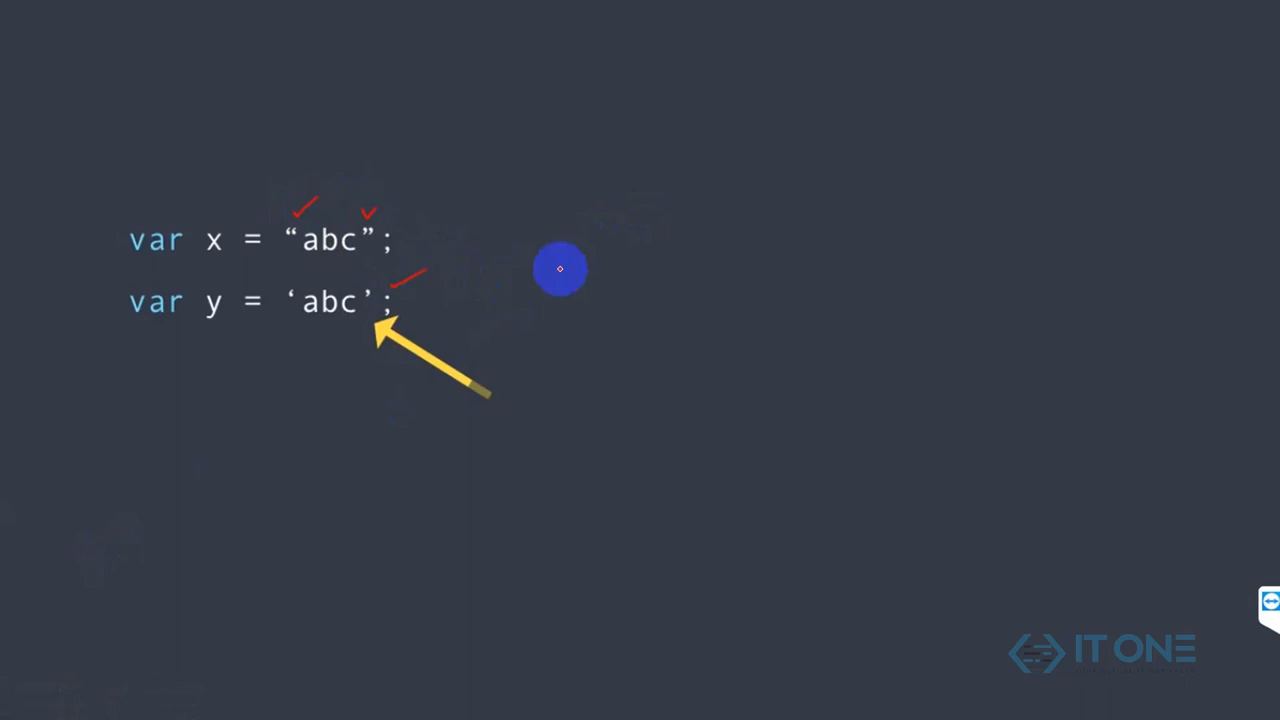 var x = “abc”;
var y = ‘abc’;
IT ONE